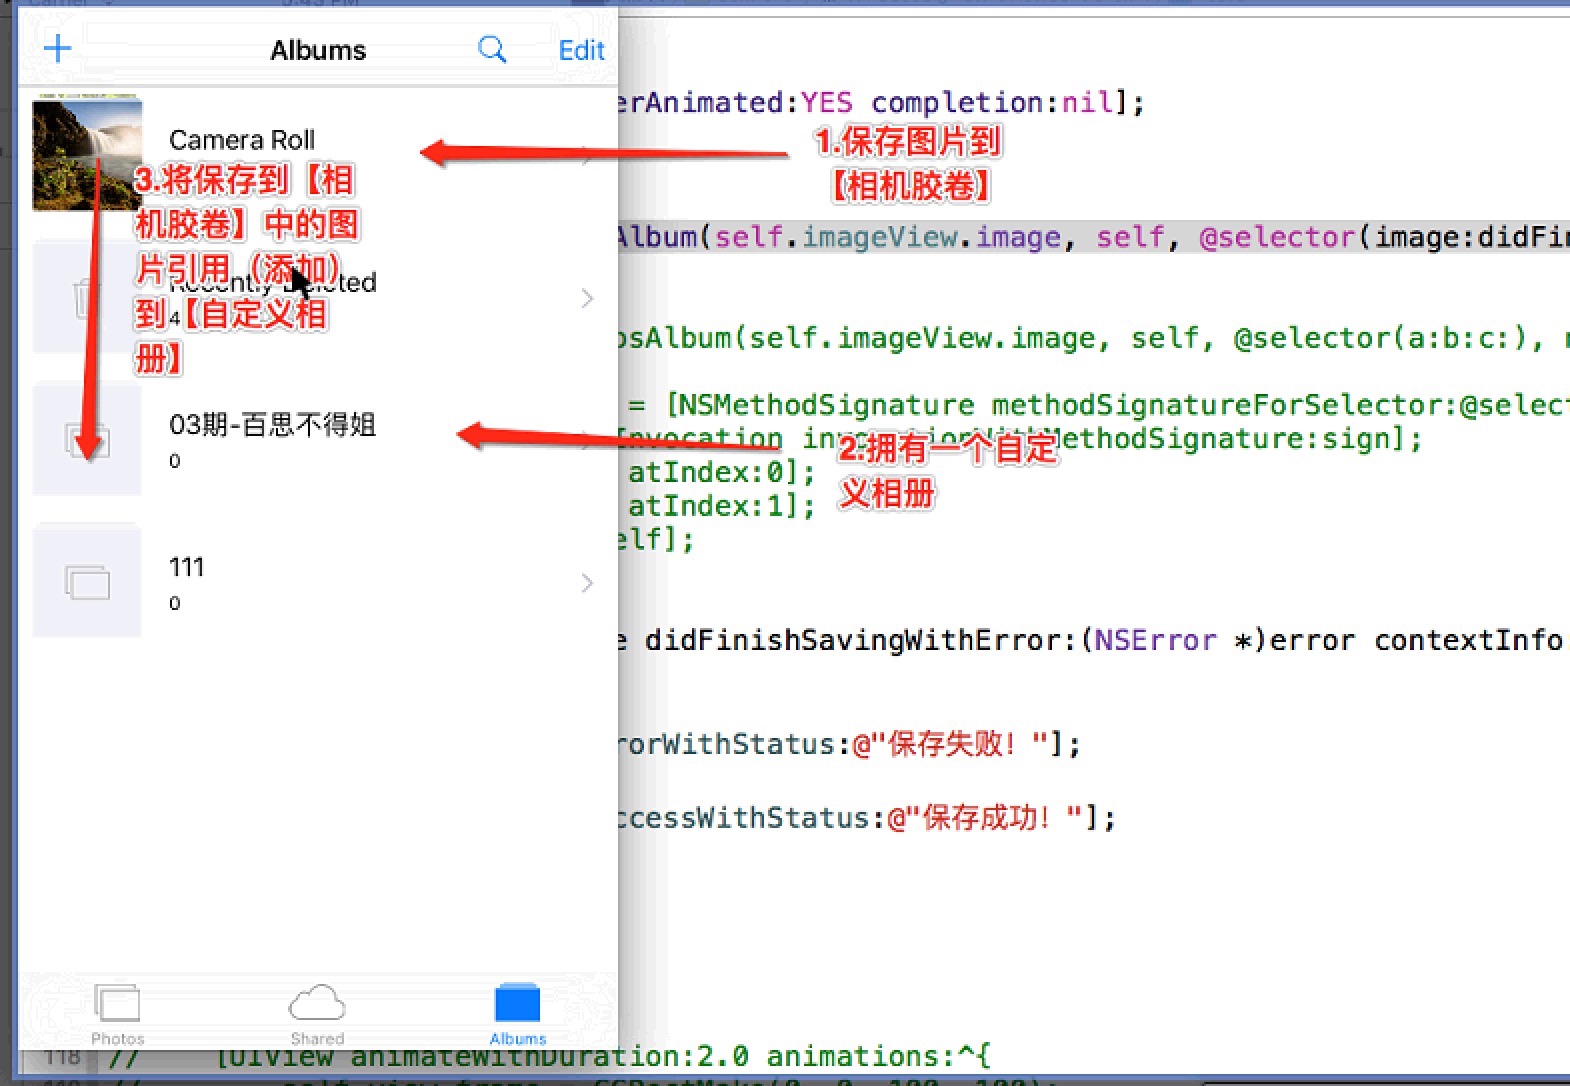 Albums
Edit
erAnimated:YES completion:nil];
Camera Roll
1.保存图片到
【相机胶卷】
3.将保存到【相
机胶卷】中的图
片引用（添加）
到【自定义相
册】
Album(self.imageView.image, self, @selector(image:didFin
Recently Deleted
4
osAlbum(self.imageView.image, self, @selector(a:b:c:), n
= [NSMethodSignature methodSignatureForSelector:@select
03期-百思不得姐
0
Invocation invocationWithMethodSignature:sign];
2.拥有一个自定
义相册
atIndex:0];
atIndex:1];
elf];
111
0
e didFinishSavingWithError:(NSError *)error contextInfo:
rorWithStatus:@"保存失败！"];
ccessWithStatus:@"保存成功！"];
Photos
Shared
Albums
118 // [UIView animateWithDuration:2.0 animations:^{